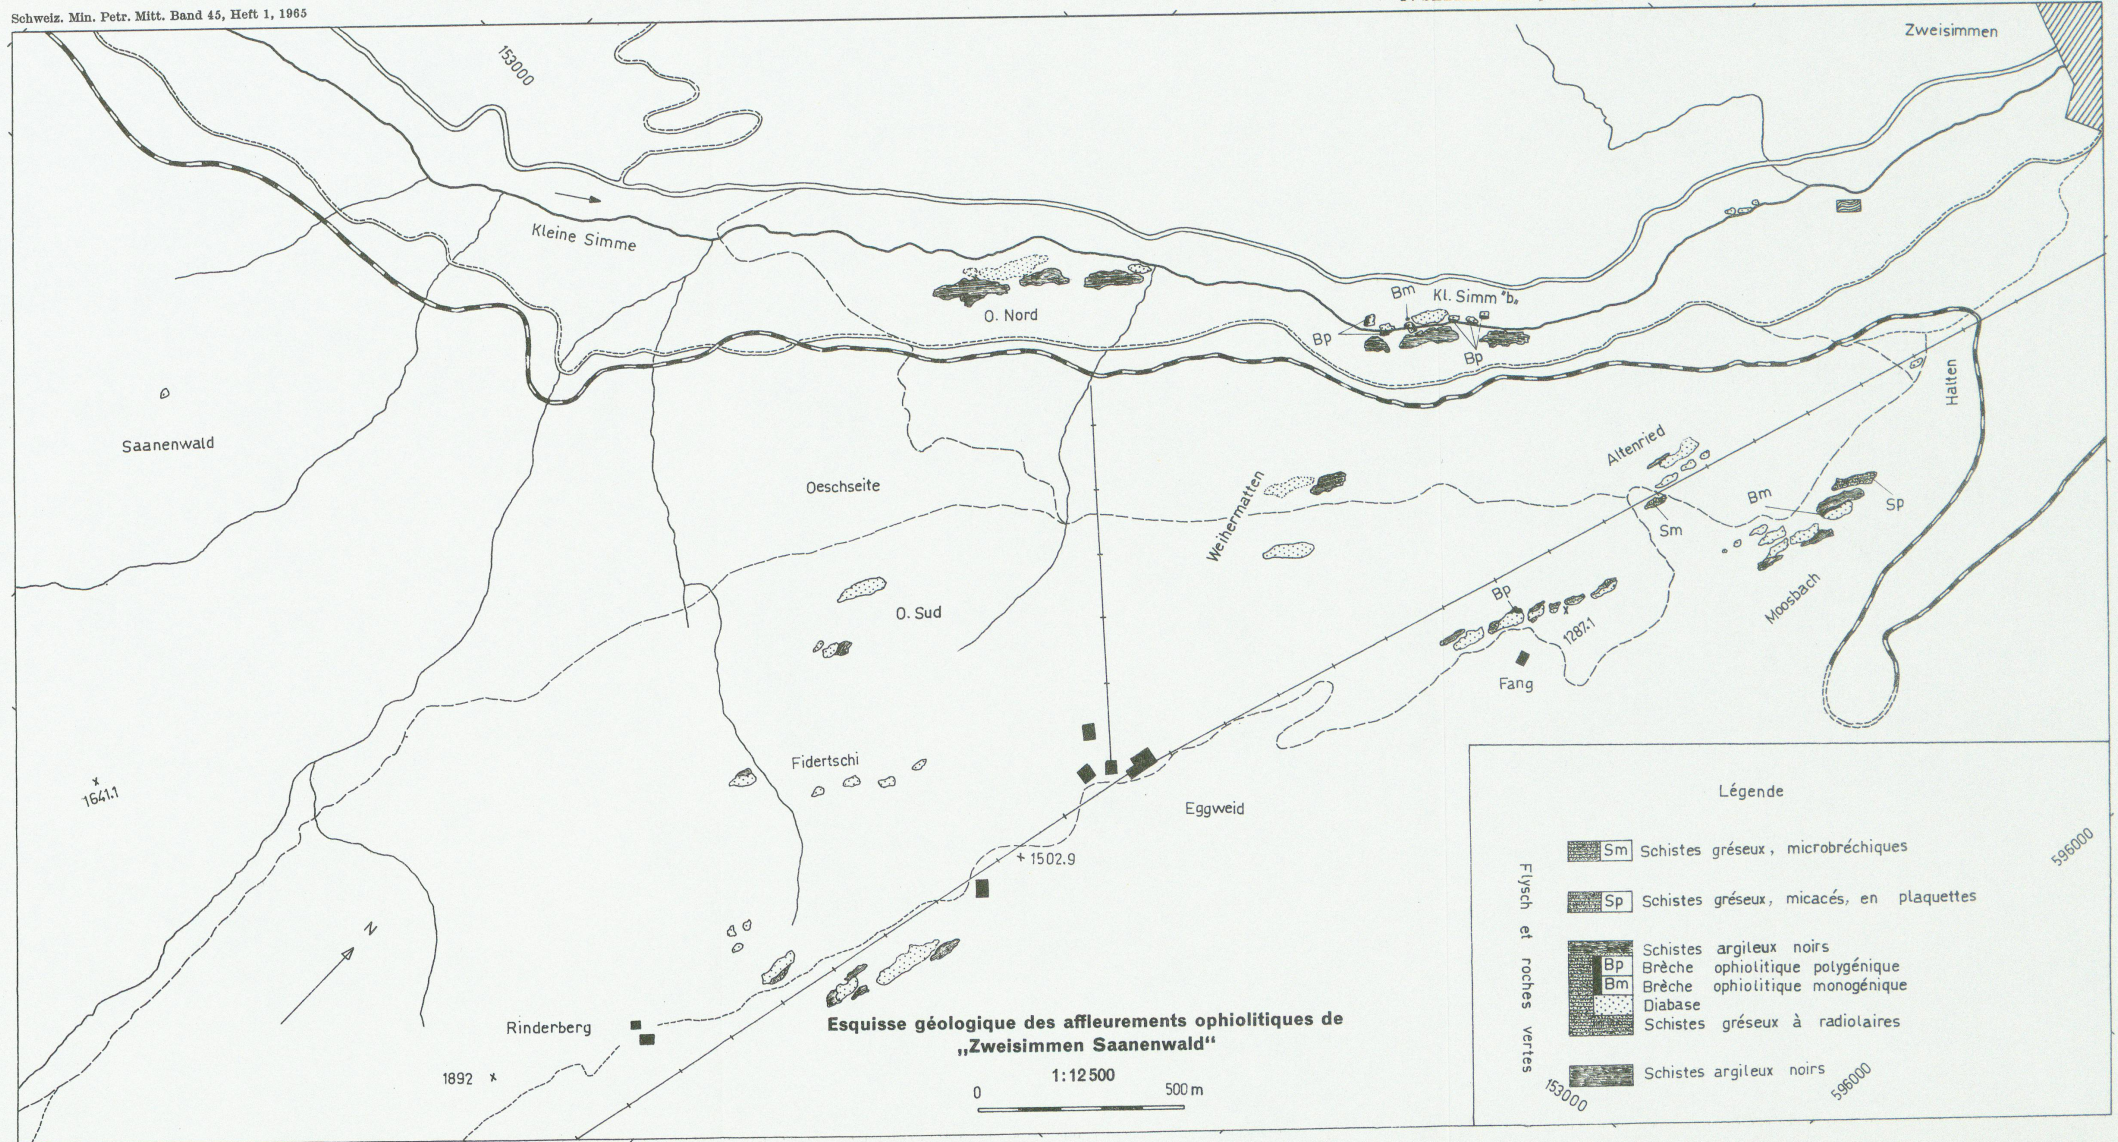 Schweiz. Min. Petr. Mitt. Band 45, Heft 1, 1965
Zweisimmen
153000
Kleine Simme
O. Nord
Bm
Kl. Simm "b„
Bp
Bp
Halten
Saanenwald
Oeschseite
Weihermatten
Altenried
Sm
Bm
Sp
Moosbach
O. Sud
Bp
1287.1
Fang
Fidertschi
1641.1
Eggweid
+ 1502.9
N
Rinderberg
1892 x
Esquisse géologique des affleurements ophiolitiques de
„Zweisimmen Saanenwald“
1:12500
0 500 m
Légende
Flysch et roches vertes
Sm Schistes gréseux, microbréchiques
Sp Schistes gréseux, micacés, en plaquettes
Schistes argileux noirs
Bp Brèche ophiolitique polygénique
Bm Brèche ophiolitique monogénique
Diabase
Schistes gréseux à radiolaires
Schistes argileux noirs
596000
153000
596000